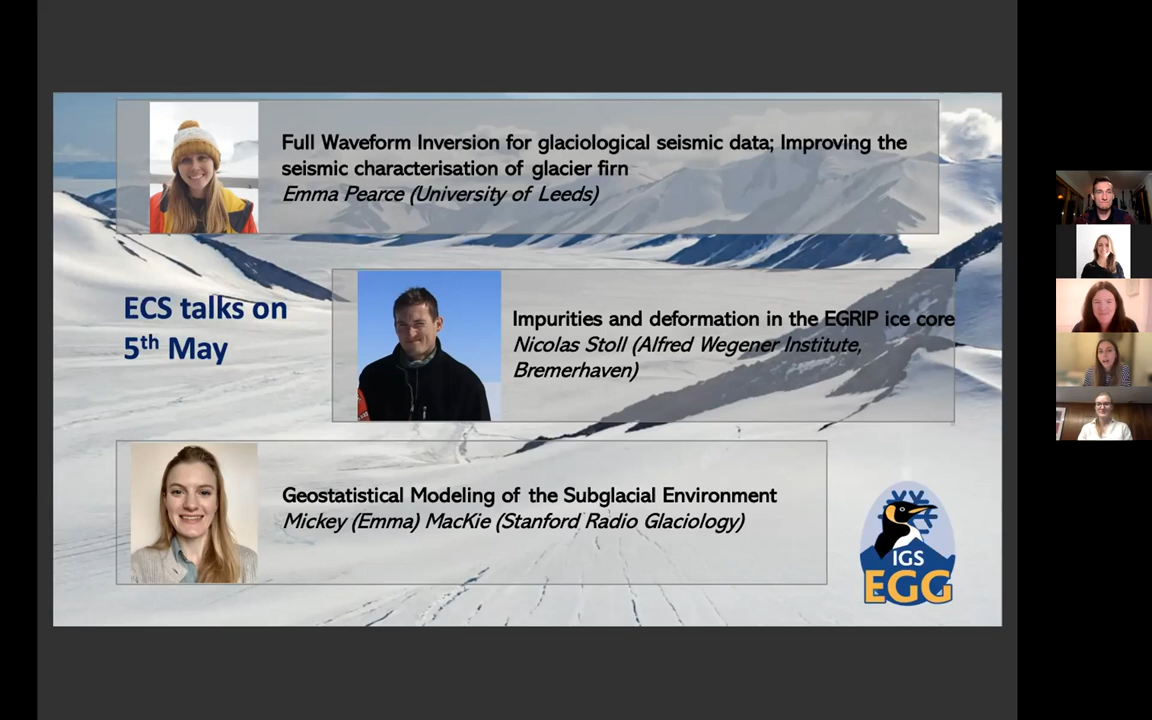 Full Waveform Inversion for glaciological seismic data; Improving the
seismic characterisation of glacier firn
Emma Pearce (University of Leeds)
ECS talks on
5th May
Impurities and deformation in the EGRIP ice core
Nicolas Stoll (Alfred Wegener Institute,
Bremerhaven)
Geostatistical Modeling of the Subglacial Environment
Mickey (Emma) MacKie (Stanford Radio Glaciology)
IGS
EGG